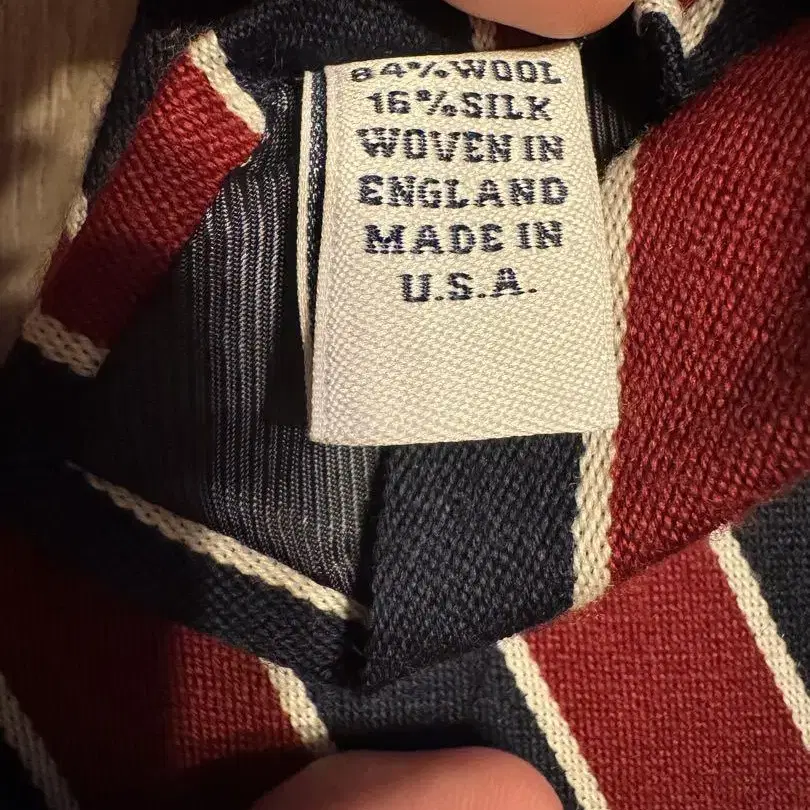 84% WOOL
16% SILK
WOVEN IN
ENGLAND
MADE IN
U.S.A.